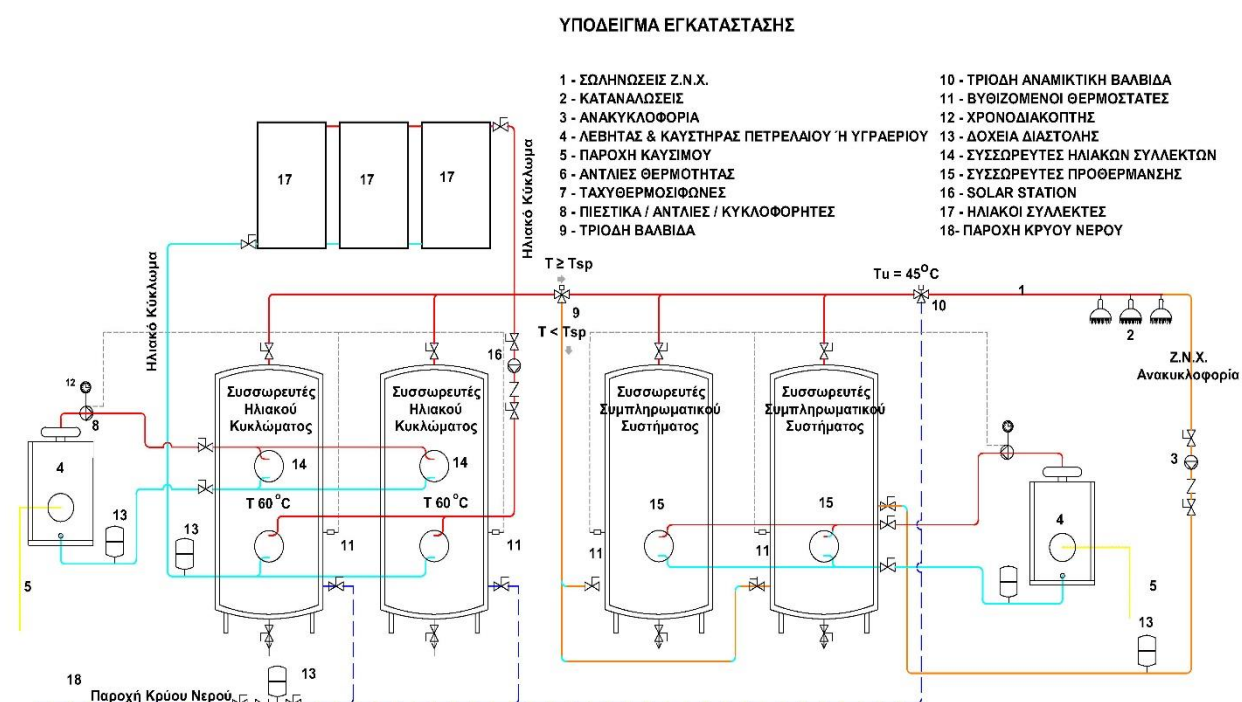 ΥΠΟΔΕΙΓΜΑ ΕΓΚΑΤΑΣΤΑΣΗΣ
1 - ΣΩΛΗΝΩΣΕΙΣ Ζ.Ν.Χ.
2 - ΚΑΤΑΝΑΛΩΣΕΙΣ
3 - ΑΝΑΚΥΚΛΟΦΟΡΙΑ
4 - ΛΕΒΗΤΑΣ & ΚΑΥΣΤΗΡΑΣ ΠΕΤΡΕΛΑΙΟΥ Ή ΥΓΡΑΕΡΙΟΥ
5 - ΠΑΡΟΧΗ ΚΑΥΣΙΜΟΥ
6 - ΑΝΤΛΙΕΣ ΘΕΡΜΟΤΗΤΑΣ
7 - ΤΑΧΥΘΕΡΜΟΣΙΦΩΝΕΣ
8 - ΠΙΕΣΤΙΚΑ / ΑΝΤΛΙΕΣ / ΚΥΚΛΟΦΟΡΗΤΕΣ
9 - ΤΡΙΟΔΗ ΒΑΛΒΙΔΑ
10 - ΤΡΙΟΔΗ ΑΝΑΜΙΚΤΙΚΗ ΒΑΛΒΙΔΑ
11 - ΒΥΘΙΖΟΜΕΝΟΙ ΘΕΡΜΟΣΤΑΤΕΣ
12 - ΧΡΟΝΟΔΙΑΚΟΠΤΗΣ
13 - ΔΟΧΕΙΑ ΔΙΑΣΤΟΛΗΣ
14 - ΣΥΣΣΩΡΕΥΤΕΣ ΗΛΙΑΚΩΝ ΣΥΛΛΕΚΤΩΝ
15 - ΣΥΣΣΩΡΕΥΤΕΣ ΠΡΟΘΕΡΜΑΝΣΗΣ
16 - SOLAR STATION
17 - ΗΛΙΑΚΟΙ ΣΥΛΛΕΚΤΕΣ
18- ΠΑΡΟΧΗ ΚΡΥΟΥ ΝΕΡΟΥ
17
17
17
Ηλιακό Κύκλωμα
Ηλιακό Κύκλωμα
T ≥ Tsp
9
T < Tsp
Tu = 45°C
10
1
2
Ζ.Ν.Χ.
Ανακυκλοφορία
3
16
12
8
4
Συσσωρευτές
Ηλιακού
Κυκλώματος
14
T 60°C
Συσσωρευτές
Ηλιακού
Κυκλώματος
14
T 60°C
Συσσωρευτές
Συμπληρωματικού
Συστήματος
15
Συσσωρευτές
Συμπληρωματικού
Συστήματος
15
13
13
11
11
11
11
4
5
5
13
13
18
Παροχή Κρύου Νερού